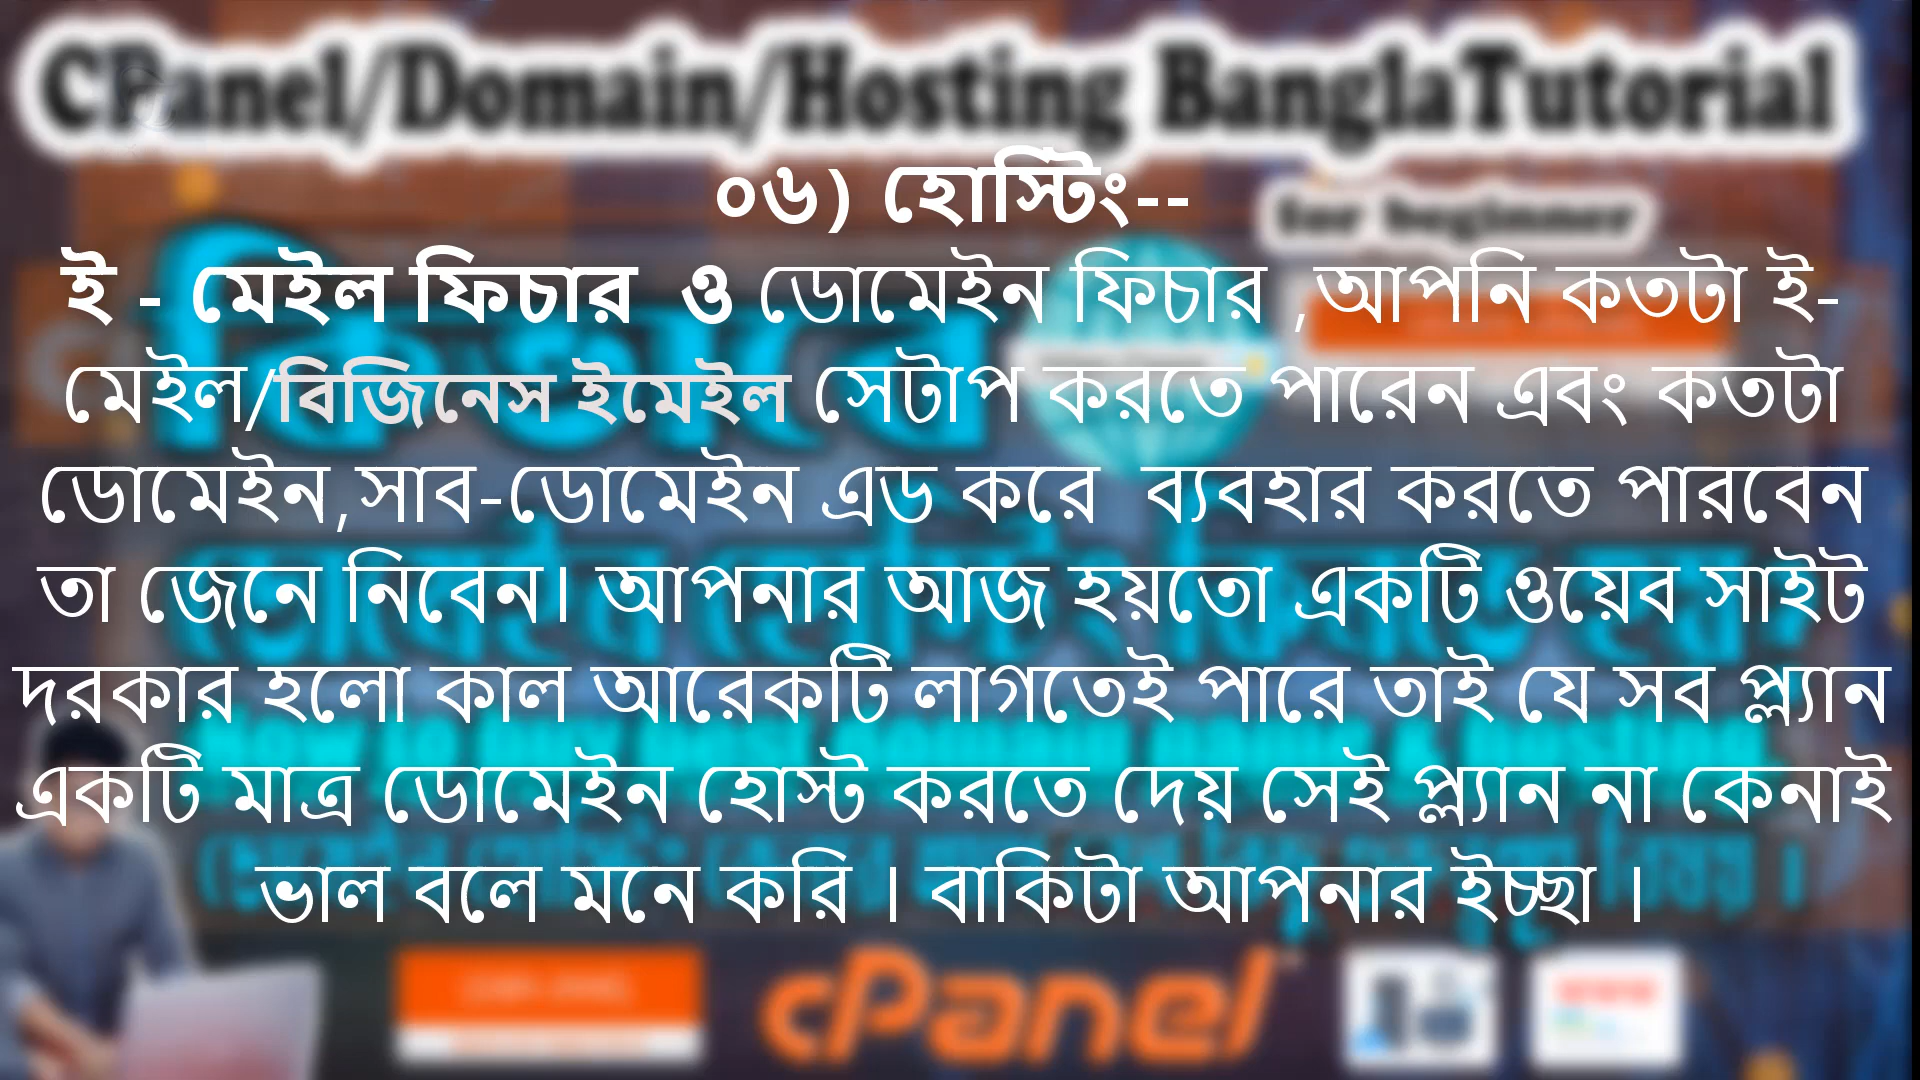 CPanel/Domain/Hosting BanglaTutorial
for beginner
০৬) হোস্টিং--
ই - মেইল ফিচার ও ডোমেইন ফিচার ,আপনি কতটা ই-
মেইল/বিজিনেস ইমেইল সেটাপ করতে পারেন এবং কতটা
ডোমেইন,সাব-ডোমেইন এড করে ব্যবহার করতে পারবেন
তা জেনে নিবেন। আপনার আজ হয়তো একটি ওয়েব সাইট
দরকার হলো কাল আরেকটি লাগতেই পারে তাই যে সব প্ল্যান
একটি মাত্র ডোমেইন হোস্ট করতে দেয় সেই প্ল্যান না কেনাই
ভাল বলে মনে করি । বাকিটা আপনার ইচ্ছা ।
cPanel